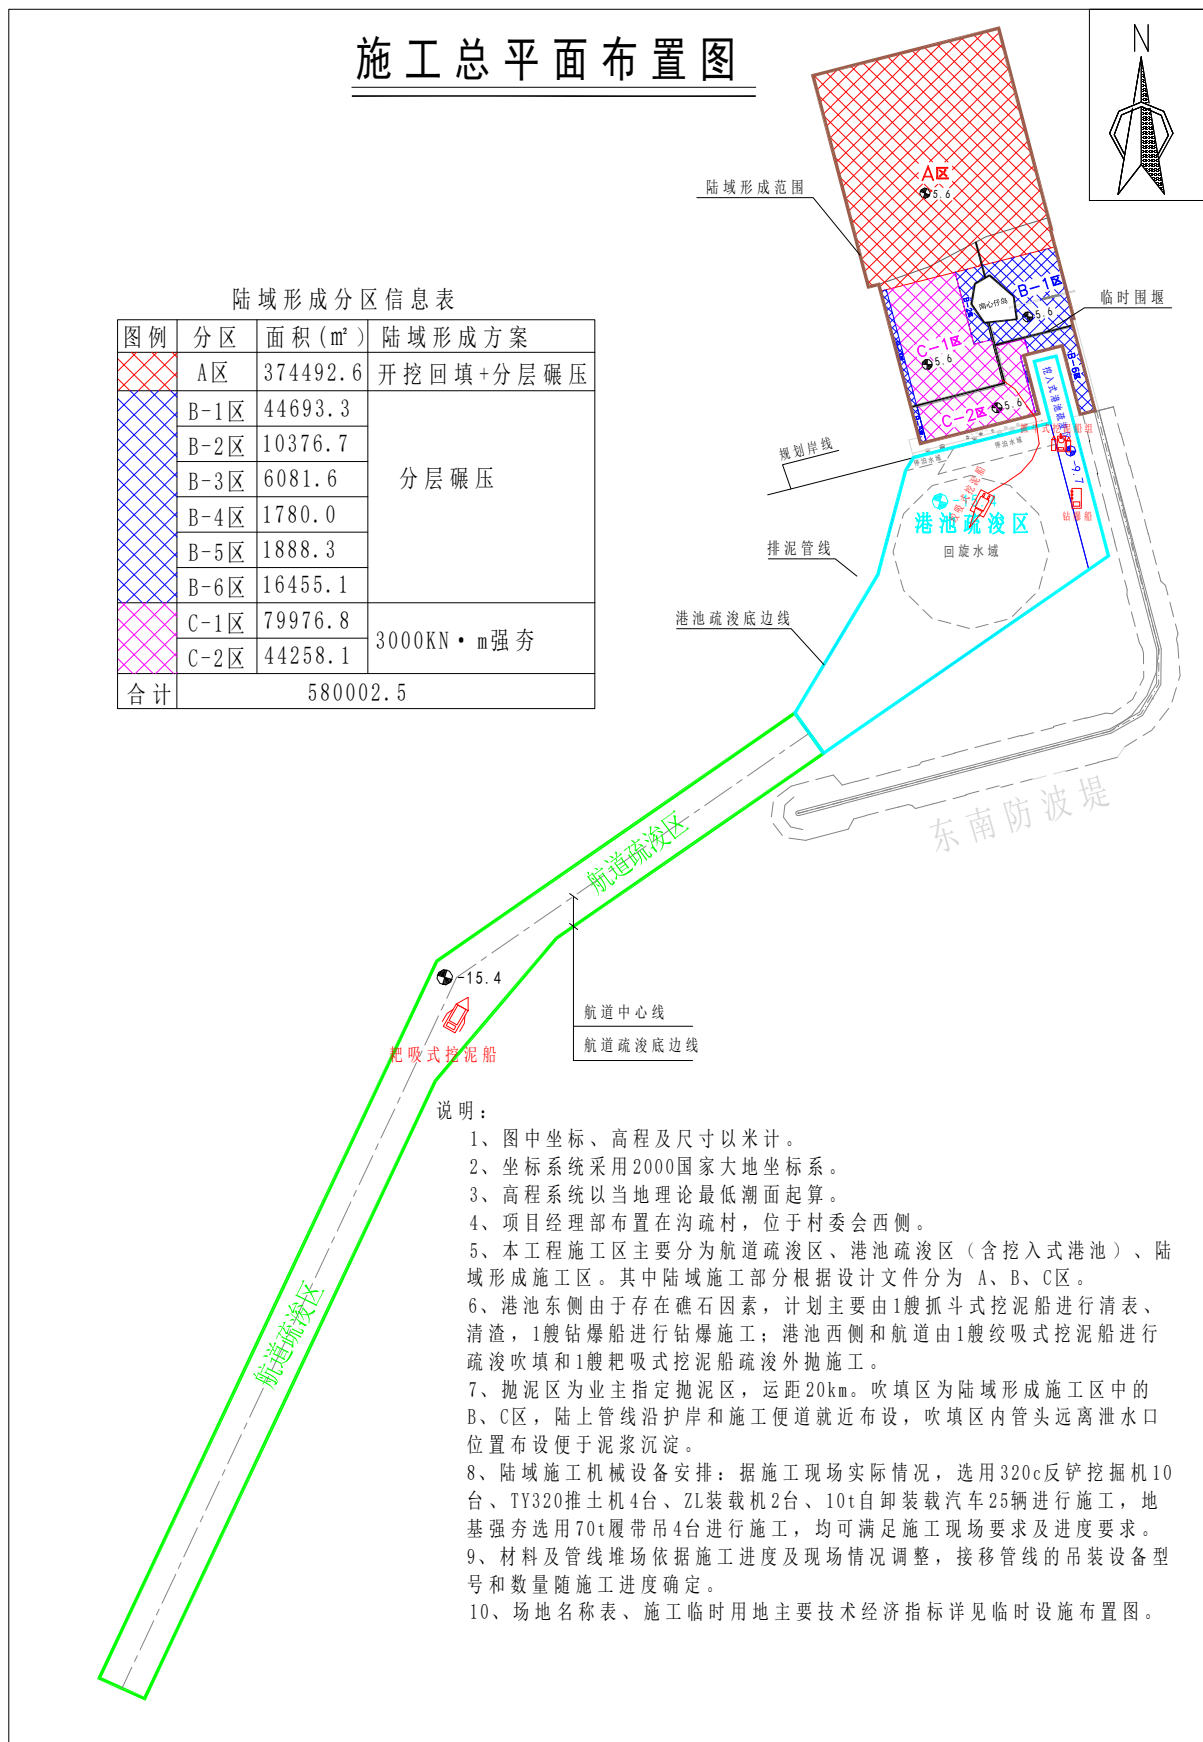 施工总平面布置图
N
A区
5.6
陆域形成范围
B-1区
5.6
临时围堰
C-1区
5.6
B-6区
C-2区
5.6
规划岸线
停泊水域
停泊水域
-9.7
钻爆船
港池疏浚区
回旋水域
排泥管线
港池疏浚底边线
陆域形成分区信息表
图例 分区 面积(㎡) 陆域形成方案
A区 374492.6 开挖回填+分层碾压
B-1区 44693.3
B-2区 10376.7
B-3区 6081.6 分层碾压
B-4区 1780.0
B-5区 1888.3
B-6区 16455.1
C-1区 79976.8 3000KN·m强夯
C-2区 44258.1
合计 580002.5
东南防波堤
航道疏浚区
-15.4
耙吸式挖泥船
航道中心线
航道疏浚底边线
航道疏浚区
说明：
1、图中坐标、高程及尺寸以米计。
2、坐标系统采用2000国家大地坐标系。
3、高程系统以当地理论最低潮面起算。
4、项目经理部布置在沟疏村，位于村委会西侧。
5、本工程施工区主要分为航道疏浚区、港池疏浚区（含挖入式港池）、陆
域形成施工区。其中陆域施工部分根据设计文件分为 A、B、C区。
6、港池东侧由于存在礁石因素，计划主要由1艘抓斗式挖泥船进行清表、
清渣，1艘钻爆船进行钻爆施工；港池西侧和航道由1艘绞吸式挖泥船进行
疏浚吹填和1艘耙吸式挖泥船疏浚外抛施工。
7、抛泥区为业主指定抛泥区，运距20km。吹填区为陆域形成施工区中的
B、C区，陆上管线沿护岸和施工便道就近布设，吹填区内管头远离泄水口
位置布设便于泥浆沉淀。
8、陆域施工机械设备安排：据施工现场实际情况，选用320c反铲挖掘机10
台、TY320推土机4台、ZL装载机2台、10t自卸装载汽车25辆进行施工，地
基强夯选用70t履带吊4台进行施工，均可满足施工现场要求及进度要求。
9、材料及管线堆场依据施工进度及现场情况调整，接移管线的吊装设备型
号和数量随施工进度确定。
10、场地名称表、施工临时用地主要技术经济指标详见临时设施布置图。